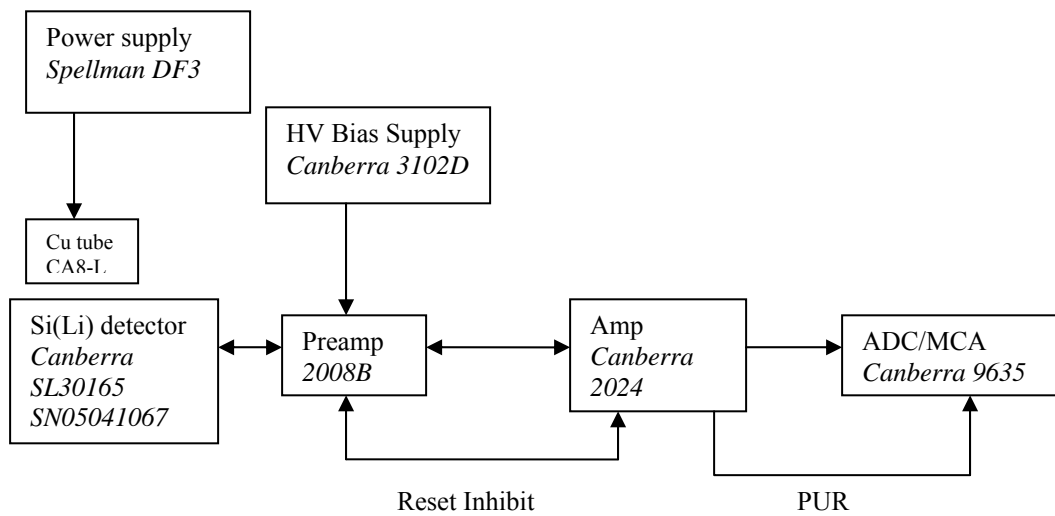 Power supply
Spellman DF3
HV Bias Supply
Canberra 3102D
Cu tube
CA8-L
Si(Li) detector
Canberra
SL30165
SN05041067
Preamp
2008B
Amp
Canberra
2024
ADC/MCA
Canberra 9635
Reset Inhibit
PUR